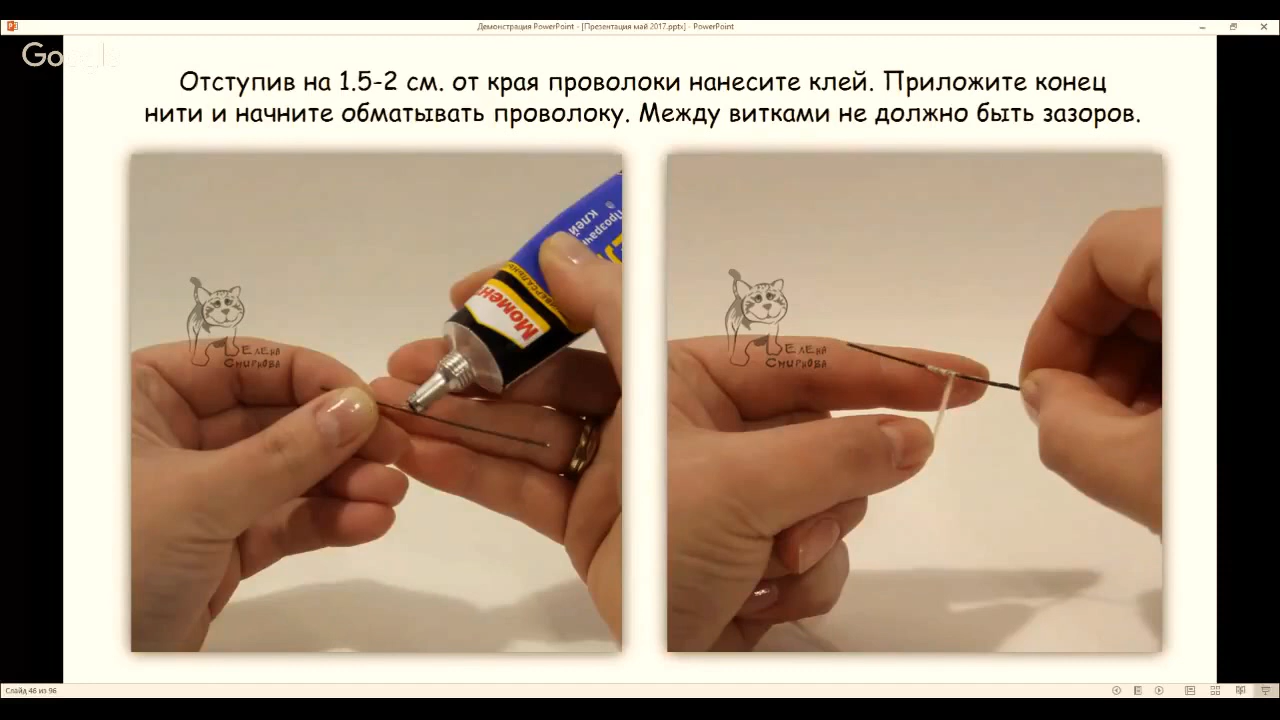 Демонстрация PowerPoint - [Презентация май 2017.pptx] - PowerPoint
Google
Отступив на 1.5-2 см. от края проволоки нанесите клей. Приложите конец
нити и начните обматывать проволоку. Между витками не должно быть зазоров.
клей
Момент
Елена
Смирнова
Елена
Смирнова
Слайд 46 из 96